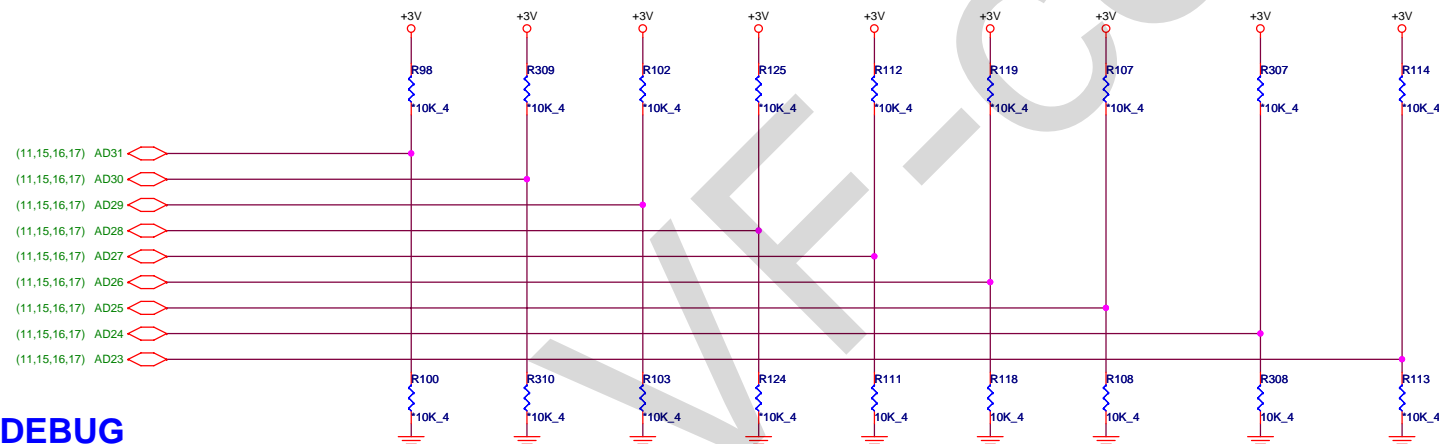 +3V +3V +3V +3V +3V +3V +3V +3V +3V
R98 R309 R102 R125 R112 R119 R107 R307 R114
*10K_4 *10K_4 *10K_4 *10K_4 *10K_4 *10K_4 *10K_4 *10K_4 *10K_4
(11,15,16,17) AD31
(11,15,16,17) AD30
(11,15,16,17) AD29
(11,15,16,17) AD28
(11,15,16,17) AD27
(11,15,16,17) AD26
(11,15,16,17) AD25
(11,15,16,17) AD24
(11,15,16,17) AD23
R100 R310 R103 R124 R111 R118 R108 R308 R113
*10K_4 *10K_4 *10K_4 *10K_4 *10K_4 *10K_4 *10K_4 *10K_4 *10K_4
DEBUG